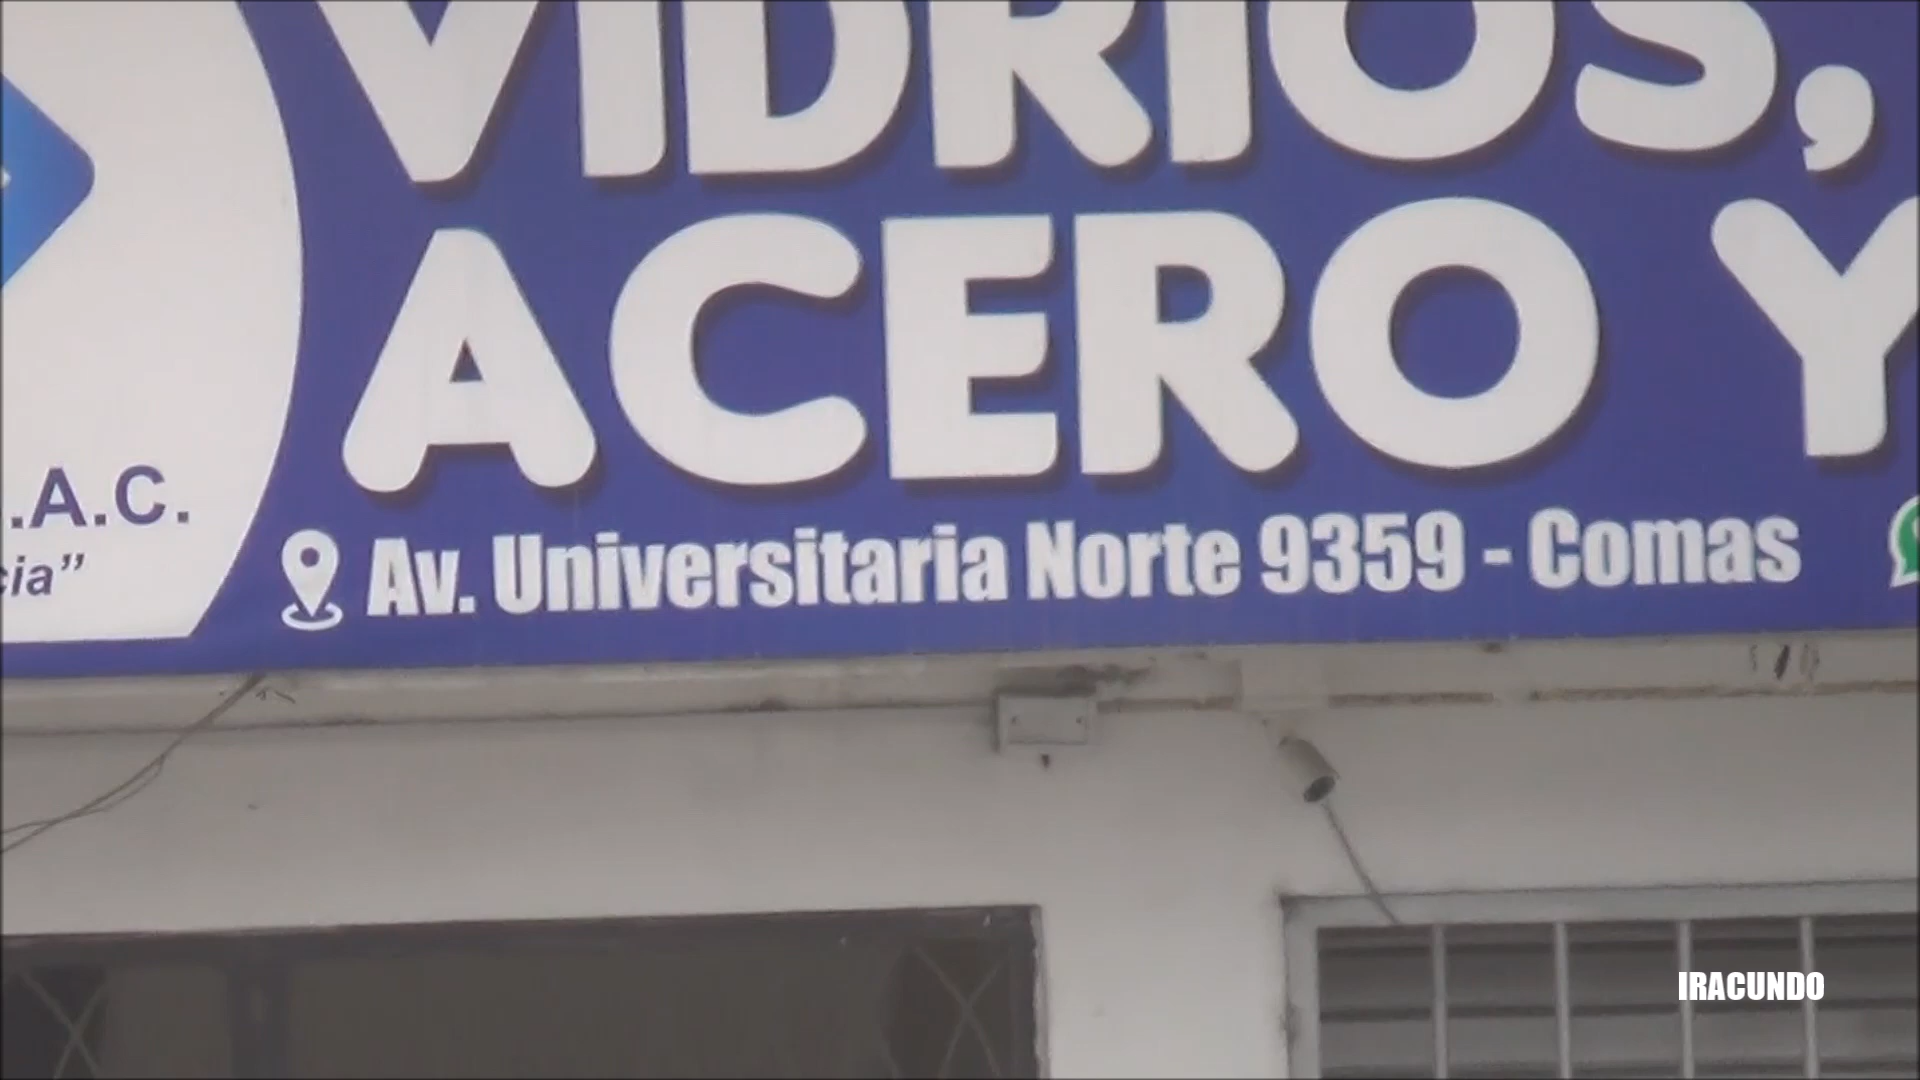 VIDRIOS,
ACERO Y
.A.C.
cia”
Av. Universitaria Norte 9359 - Comas
IRACUNDO